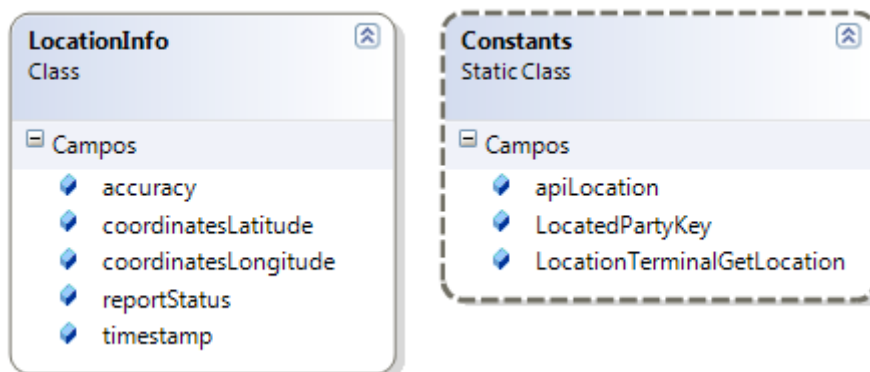 LocationInfo
Class
Campos
accuracy
coordinatesLatitude
coordinatesLongitude
reportStatus
timestamp
Constants
Static Class
Campos
apiLocation
LocatedPartyKey
LocationTerminalGetLocation